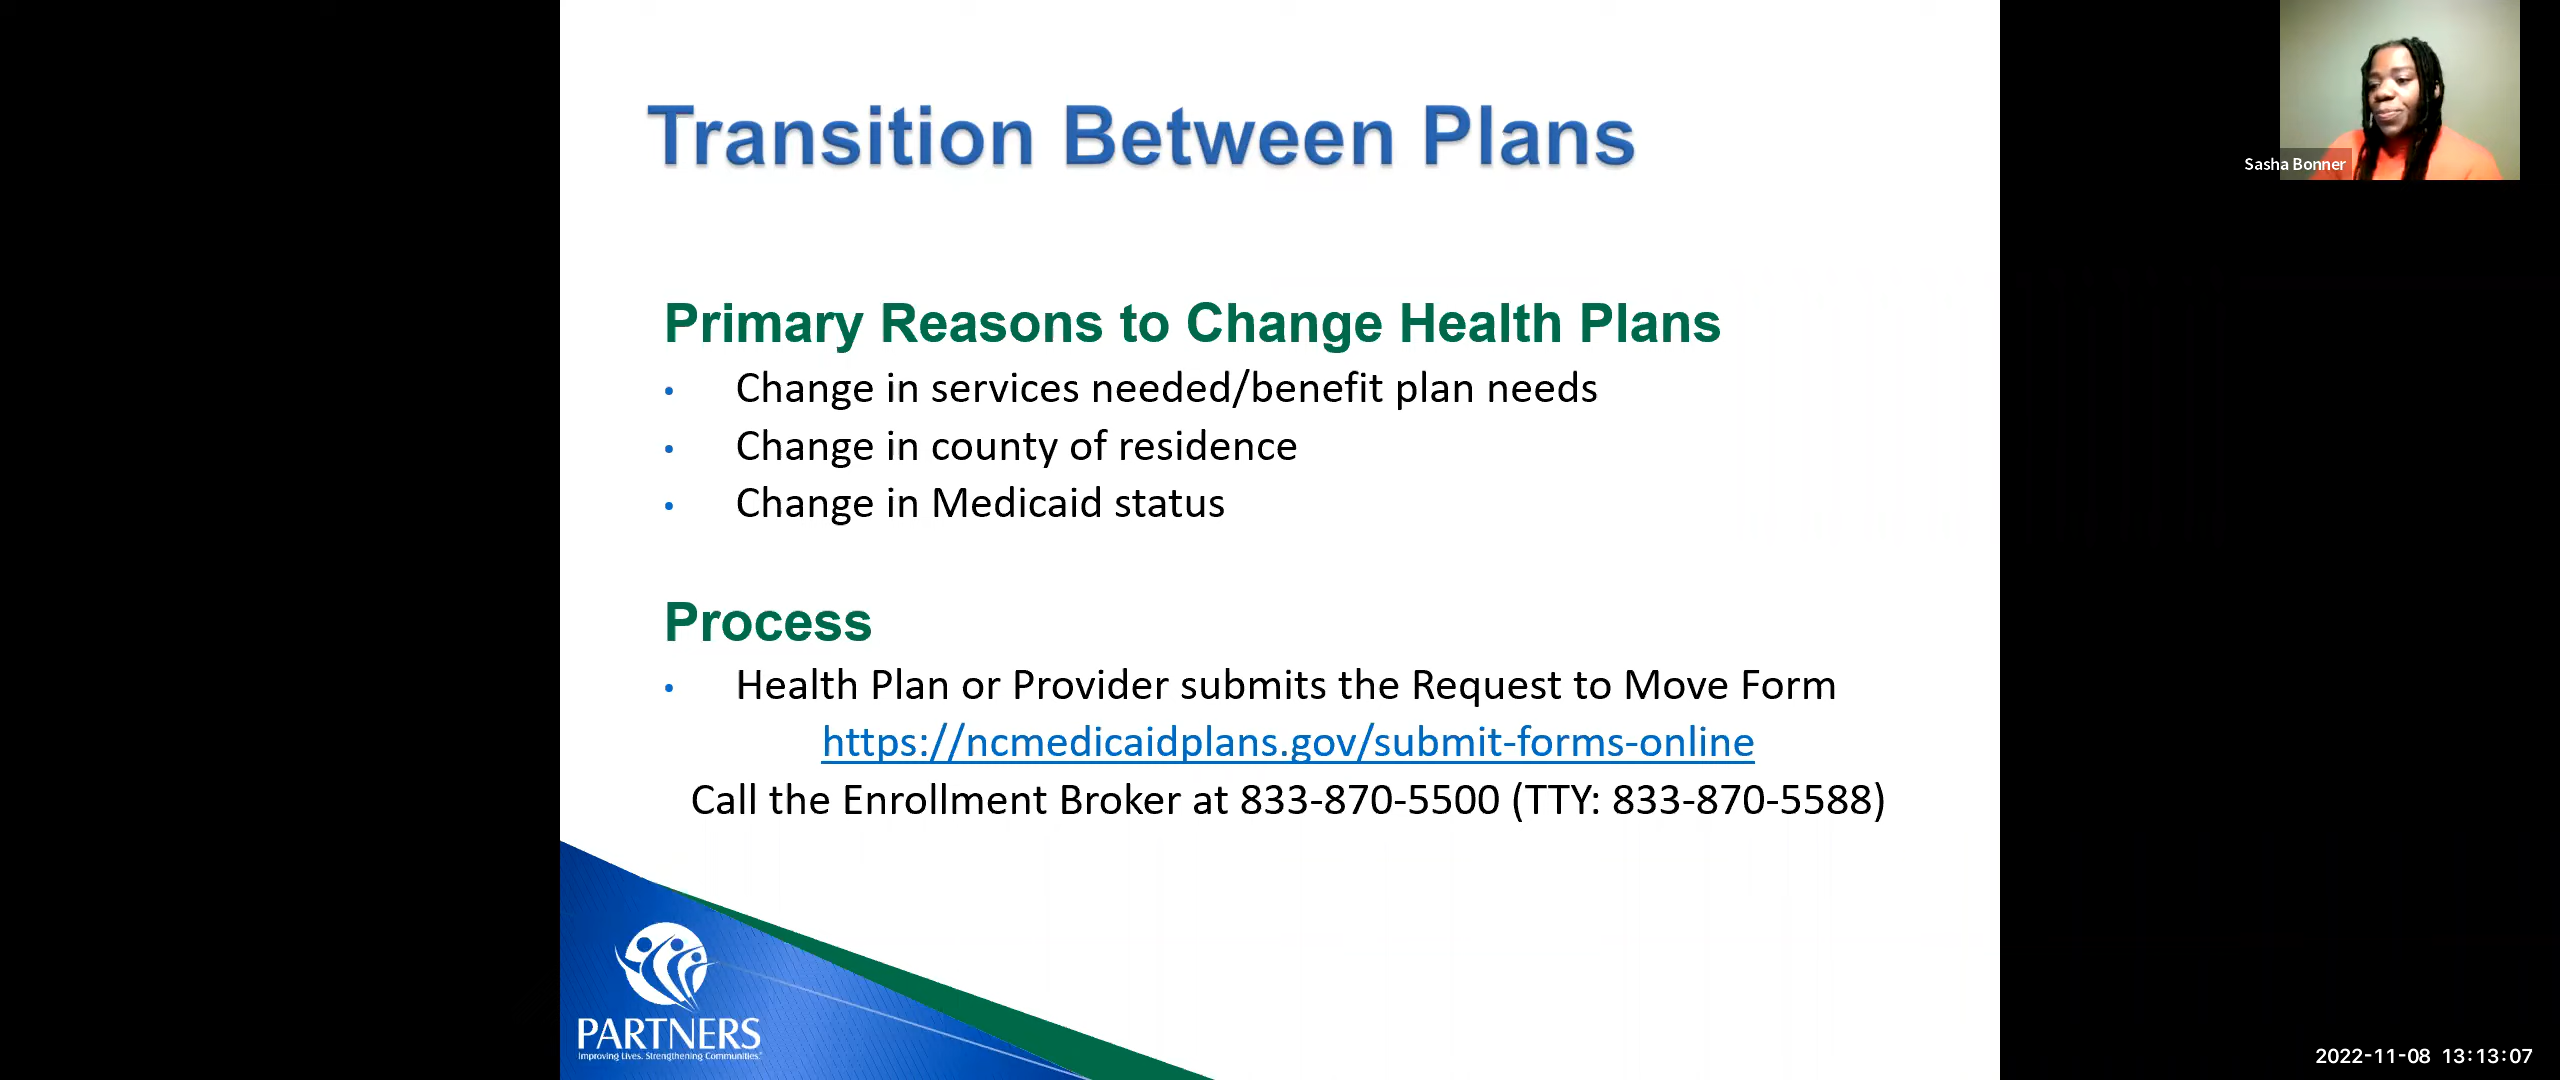 Transition Between Plans
Sasha Bonner
Primary Reasons to Change Health Plans
• Change in services needed/benefit plan needs
• Change in county of residence
• Change in Medicaid status
Process
• Health Plan or Provider submits the Request to Move Form
https://ncmedicaidplans.gov/submit-forms-online
Call the Enrollment Broker at 833-870-5500 (TTY: 833-870-5588)
PARTNERS
Improving Lives. Strengthening Communities.
2022-11-08 13:13:07